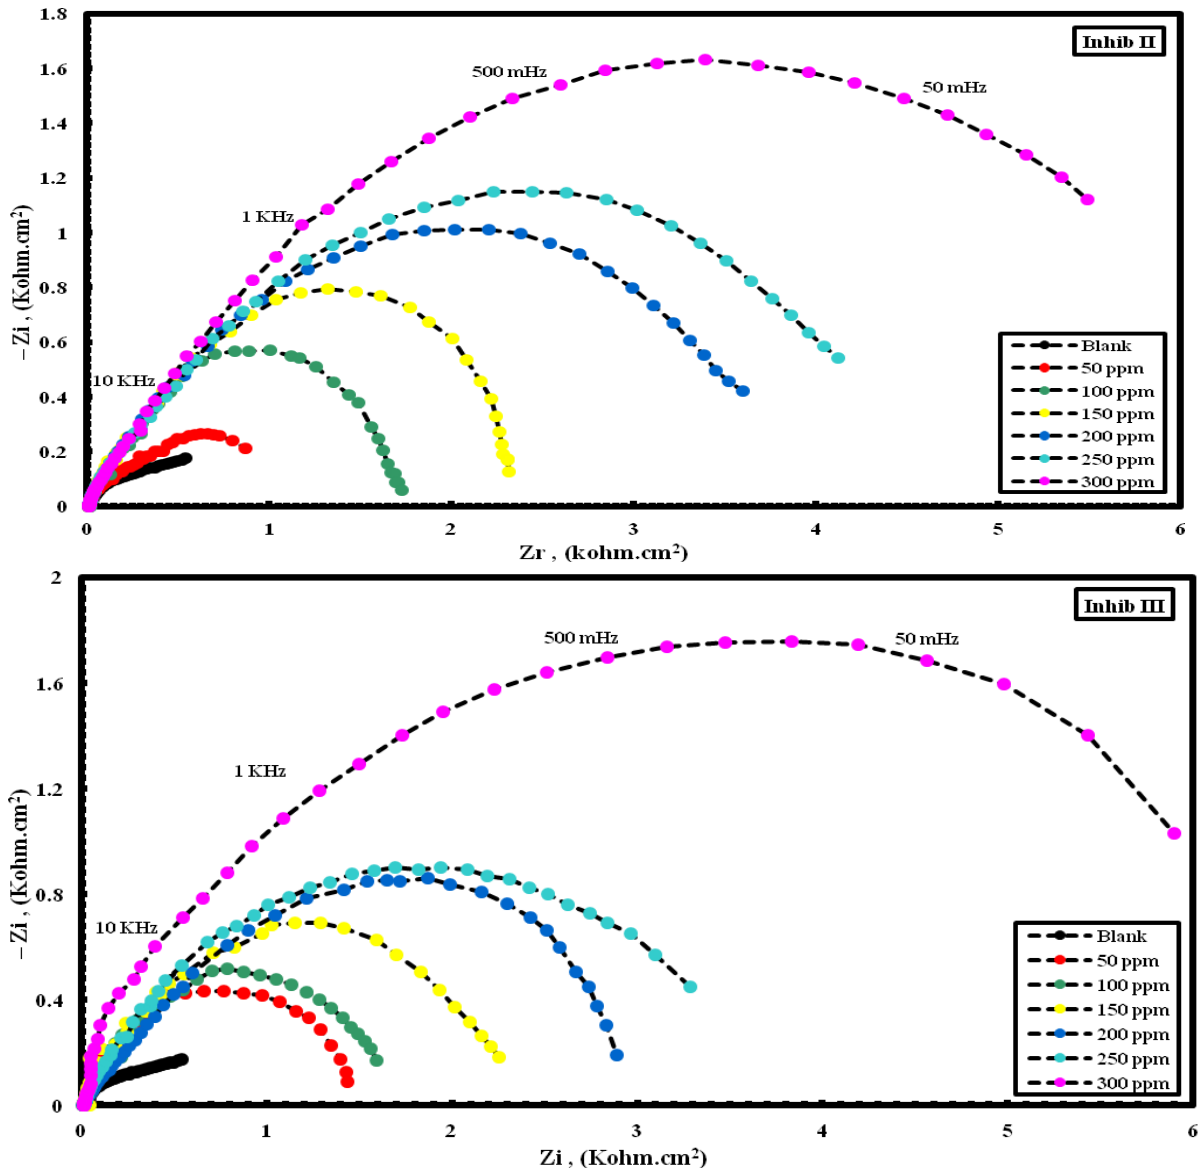 1.8
Inhib II
1.6
500 mHz
50 mHz
1.4
1.2
1 KHz
1
0.8
0.6
10 KHz
0.4
0.2
0
−Zi , (Kohm.cm²)
Blank
50 ppm
100 ppm
150 ppm
200 ppm
250 ppm
300 ppm
0 1 2 3 4 5 6
Zr , (kohm.cm²)
2
Inhib III
500 mHz
50 mHz
1.6
1 KHz
1.2
0.8
10 KHz
0.4
0
−Zi , (Kohm.cm²)
Blank
50 ppm
100 ppm
150 ppm
200 ppm
250 ppm
300 ppm
0 1 2 3 4 5 6
Zi , (Kohm.cm²)